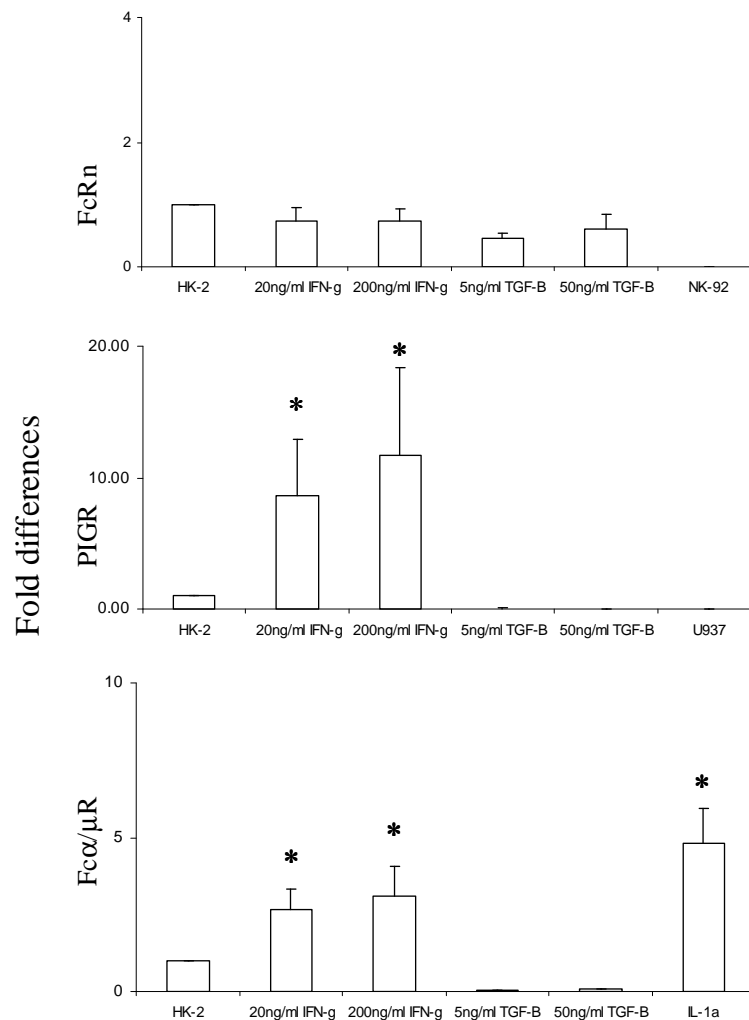 Fold differences
FcRn
4
2
0
HK-2 20ng/ml IFN-g 200ng/ml IFN-g 5ng/ml TGF-B 50ng/ml TGF-B NK-92
PIGR
20.00
*
*
10.00
0.00
HK-2 20ng/ml IFN-g 200ng/ml IFN-g 5ng/ml TGF-B 50ng/ml TGF-B U937
Fcα/µR
10
*
*
*
5
0
HK-2 20ng/ml IFN-g 200ng/ml IFN-g 5ng/ml TGF-B 50ng/ml TGF-B IL-1a